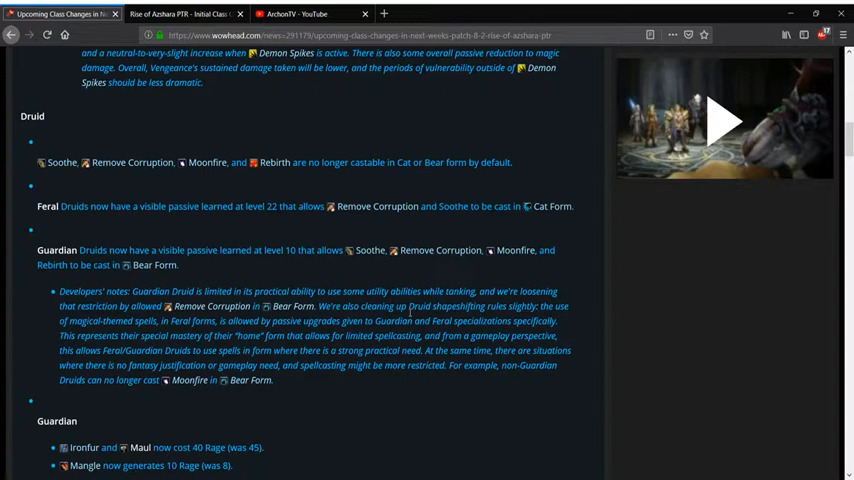 Upcoming Class Changes in Ne
Rise of Azshara PTR - Initial Class C
ArchonTV - YouTube
https://www.wowhead.com/news=291179/upcoming-class-changes-in-next-weeks-patch-8-2-rise-of-azshara-ptr
and a neutral-to-very-slight increase when Demon Spikes is active. There is also some overall passive reduction to magic
damage. Overall, Vengeance's sustained damage taken will be lower, and the periods of vulnerability outside of Demon
Spikes should be less dramatic.
Druid
Soothe, Remove Corruption, Moonfire, and Rebirth are no longer castable in Cat or Bear form by default.
Feral Druids now have a visible passive learned at level 22 that allows Remove Corruption and Soothe to be cast in Cat Form.
Guardian Druids now have a visible passive learned at level 10 that allows Soothe, Remove Corruption, Moonfire, and
Rebirth to be cast in Bear Form.
Developers' notes: Guardian Druid is limited in its practical ability to use some utility abilities while tanking, and we're loosening
that restriction by allowed Remove Corruption in Bear Form. We're also cleaning up Druid shapeshifting rules slightly: the use
of magical-themed spells, in Feral forms, is allowed by passive upgrades given to Guardian and Feral specializations specifically.
This represents their special mastery of their "home" form that allows for limited spellcasting, and from a gameplay perspective,
this allows Feral/Guardian Druids to use spells in form where there is a strong practical need. At the same time, there are situations
where there is no fantasy justification or gameplay need, and spellcasting might be more restricted. For example, non-Guardian
Druids can no longer cast Moonfire in Bear Form.
Guardian
Ironfur and Maul now cost 40 Rage (was 45).
Mangle now generates 10 Rage (was 8).